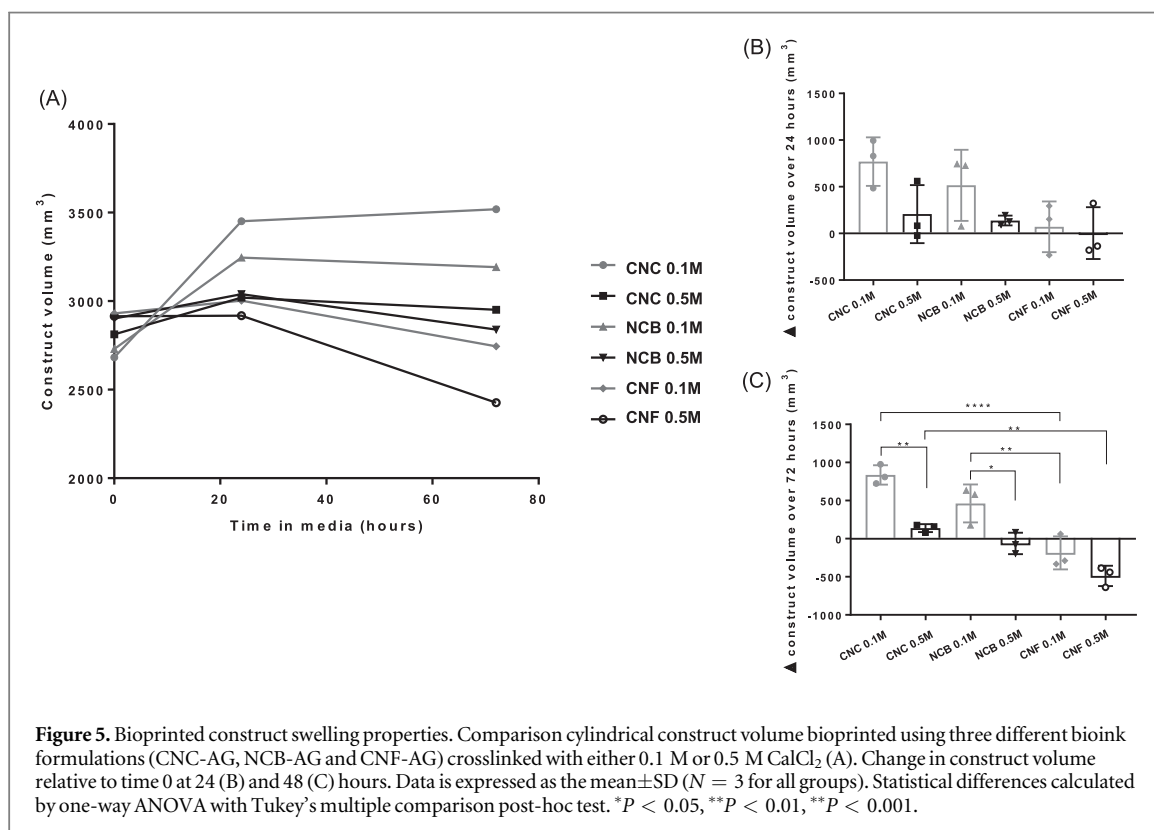 (A)
4000
3500
3000
2500
2000
Construct volume (mm³)
0 20 40 60 80
Time in media (hours)
CNC 0.1M
CNC 0.5M
NCB 0.1M
NCB 0.5M
CNF 0.1M
CNF 0.5M
(B)
▲ construct volume over 24 hours (mm³)
1500
1000
500
0
-500
CNC 0.1M
CNC 0.5M
NCB 0.1M
NCB 0.5M
CNF 0.1M
CNF 0.5M
(C)
▲ construct volume over 72 hours (mm³)
1500
1000
500
0
-500
-1000
****
**
**
**
*
CNC 0.1M
CNC 0.5M
NCB 0.1M
NCB 0.5M
CNF 0.1M
CNF 0.5M
Figure 5. Bioprinted construct swelling properties. Comparison cylindrical construct volume bioprinted using three different bioink
formulations (CNC-AG, NCB-AG and CNF-AG) crosslinked with either 0.1 M or 0.5 M CalCl₂ (A). Change in construct volume
relative to time 0 at 24 (B) and 48 (C) hours. Data is expressed as the mean±SD (N = 3 for all groups). Statistical differences calculated
by one-way ANOVA with Tukey's multiple comparison post-hoc test. *P < 0.05, **P < 0.01, **P < 0.001.